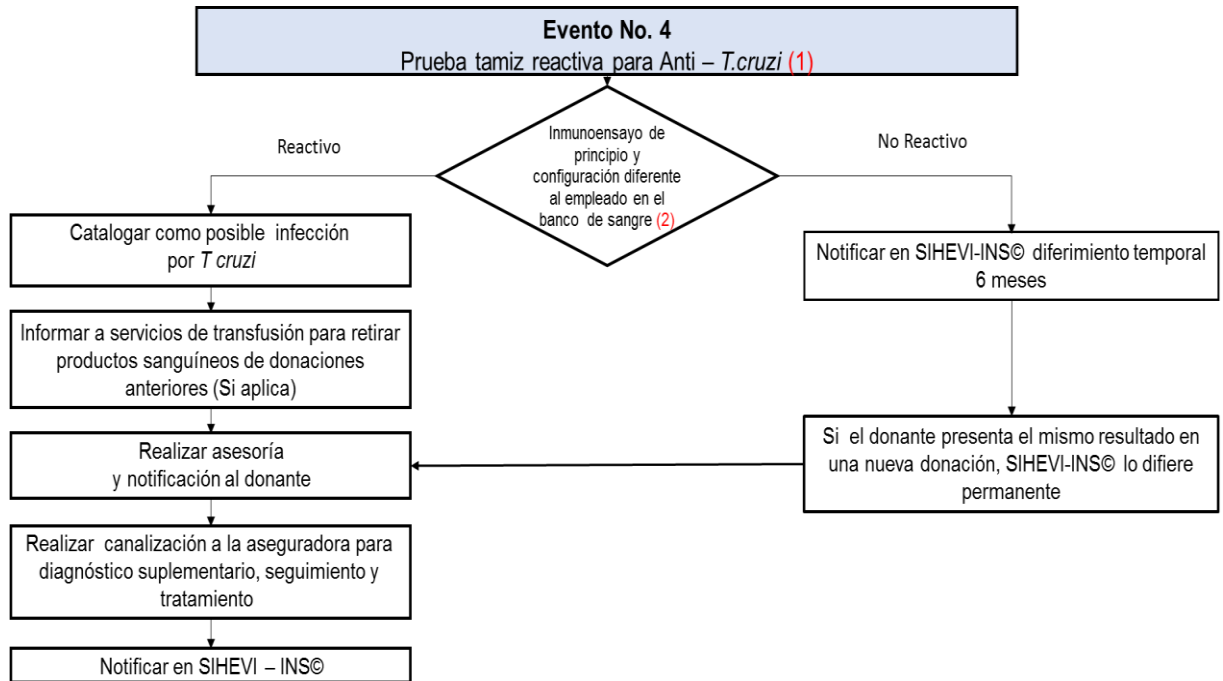 Evento No. 4
Prueba tamiz reactiva para Anti – T.cruzi (1)
Inmunoensayo de
principio y
configuración diferente
al empleado en el
banco de sangre (2)
Reactivo
No Reactivo
Catalogar como posible infección
por T cruzi
Informar a servicios de transfusión para retirar
productos sanguíneos de donaciones
anteriores (Si aplica)
Realizar asesoría
y notificación al donante
Realizar canalización a la aseguradora para
diagnóstico suplementario, seguimiento y
tratamiento
Notificar en SIHEVI – INS©
Notificar en SIHEVI-INS© diferimiento temporal
6 meses
Si el donante presenta el mismo resultado en
una nueva donación, SIHEVI-INS© lo difiere
permanente